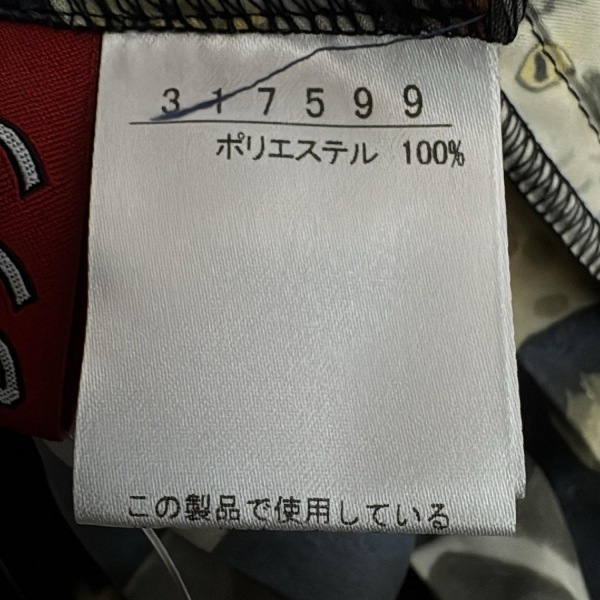 317599
ポリエステル 100%
この製品で使用している